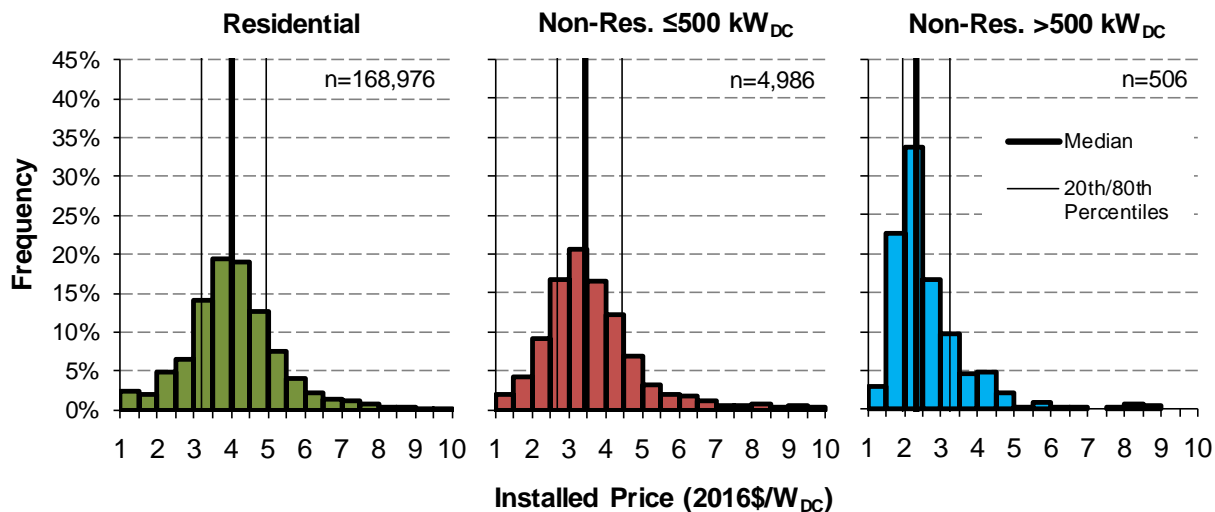 Residential
Non-Res. ≤500 kWDC
Non-Res. >500 kWDC
Frequency
45%
40%
35%
30%
25%
20%
15%
10%
5%
0%
n=168,976
1 2 3 4 5 6 7 8 9 10
n=4,986
1 2 3 4 5 6 7 8 9 10
n=506
Median
20th/80th
Percentiles
1 2 3 4 5 6 7 8 9 10
Installed Price (2016$/WDC)